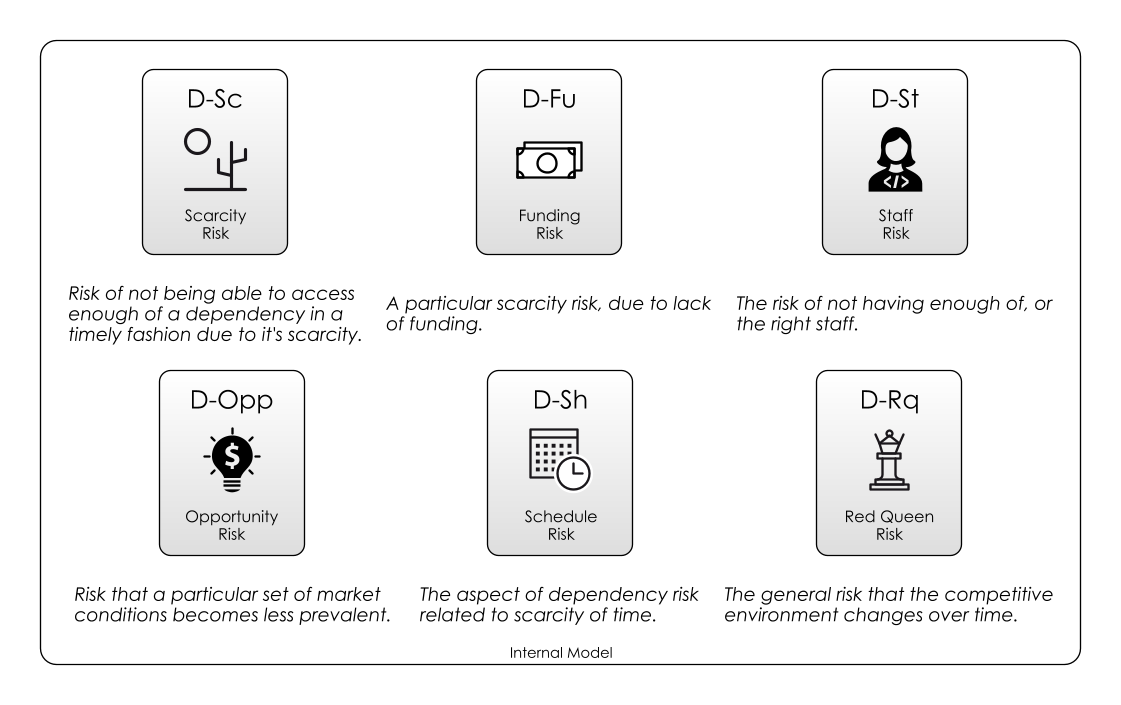 D-Sc
Scarcity
Risk
D-Fu
Funding
Risk
D-St
</>
Staff
Risk
Risk of not being able to access
enough of a dependency in a
timely fashion due to it's scarcity.
A particular scarcity risk, due to lack
of funding.
The risk of not having enough of, or
the right staff.
D-Opp
$
Opportunity
Risk
D-Sh
Schedule
Risk
D-Rq
Red Queen
Risk
Risk that a particular set of market
conditions becomes less prevalent.
The aspect of dependency risk
related to scarcity of time.
The general risk that the competitive
environment changes over time.
Internal Model